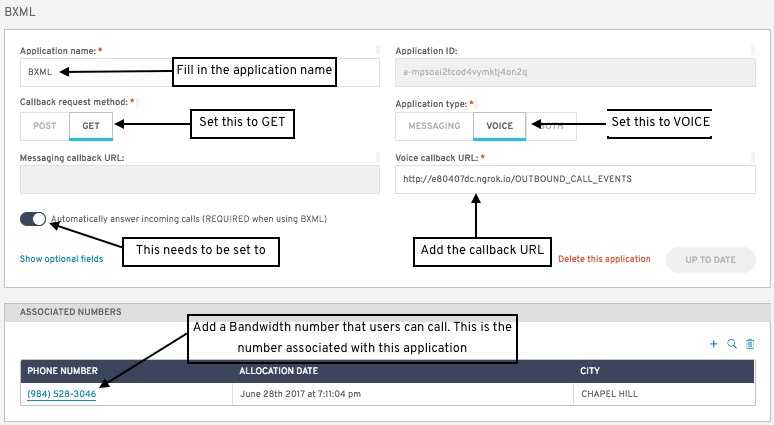 BXML
Application name: *
Application ID:
BXML
Fill in the application name
a-mpsoai2tcod4vymktj4on2q
Callback request method: *
Application type: *
POST
GET
Set this to GET
MESSAGING
VOICE
BOTH
Set this to VOICE
Messaging callback URL:
Voice callback URL: *
http://e80407dc.ngrok.io/OUTBOUND_CALL_EVENTS
Automatically answer incoming calls (REQUIRED when using BXML)
This needs to be set to
Add the callback URL
Show optional fields
Delete this application
UP TO DATE
ASSOCIATED NUMBERS
Add a Bandwidth number that users can call. This is the
number associated with this application
PHONE NUMBER
ALLOCATION DATE
CITY
(984) 528-3046
June 28th 2017 at 7:11:04 pm
CHAPEL HILL